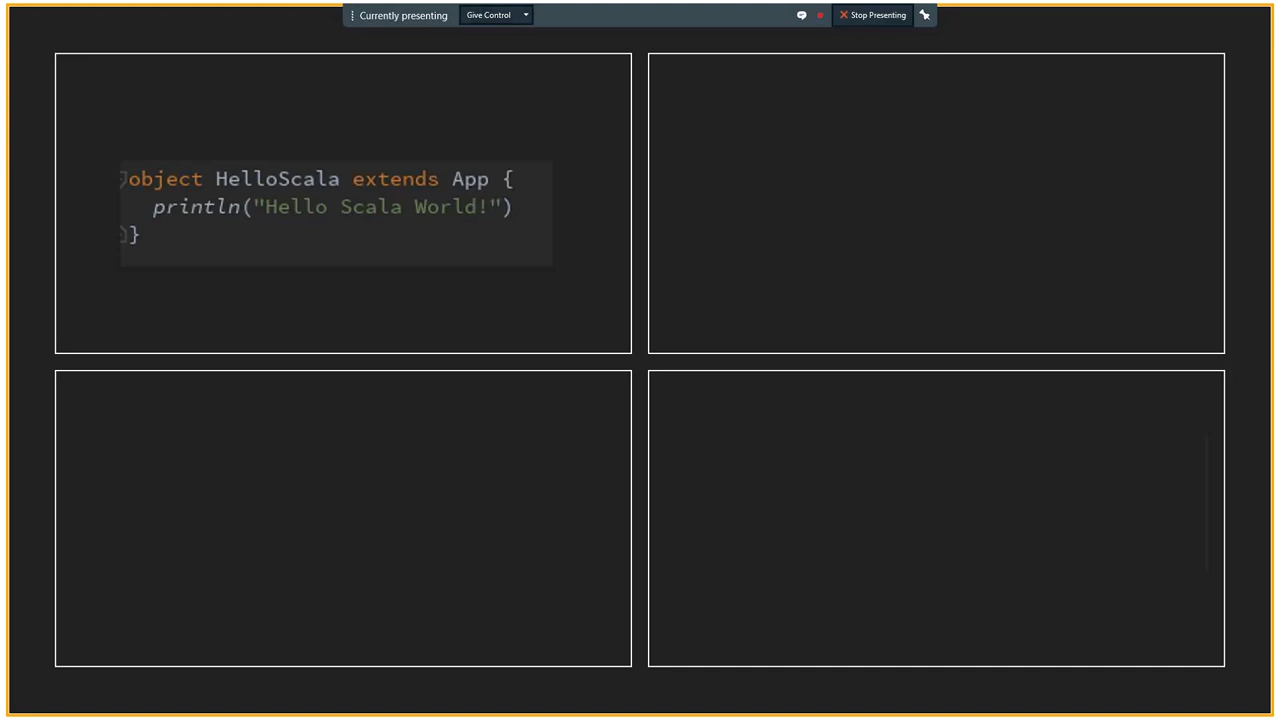 Currently presenting
Give Control
Stop Presenting
object HelloScala extends App {
println("Hello Scala World!")
}